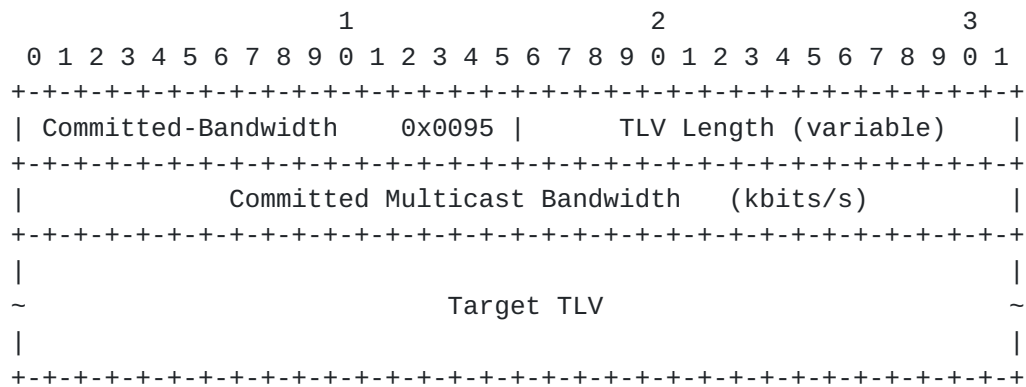 1                   2                   3
 0 1 2 3 4 5 6 7 8 9 0 1 2 3 4 5 6 7 8 9 0 1 2 3 4 5 6 7 8 9 0 1
+-+-+-+-+-+-+-+-+-+-+-+-+-+-+-+-+-+-+-+-+-+-+-+-+-+-+-+-+-+-+-+-+
| Committed-Bandwidth    0x0095 |      TLV Length (variable)    |
+-+-+-+-+-+-+-+-+-+-+-+-+-+-+-+-+-+-+-+-+-+-+-+-+-+-+-+-+-+-+-+-+
|             Committed Multicast Bandwidth   (kbits/s)         |
+-+-+-+-+-+-+-+-+-+-+-+-+-+-+-+-+-+-+-+-+-+-+-+-+-+-+-+-+-+-+-+-+
|                                                               |
~                           Target TLV                          ~
|                                                               |
+-+-+-+-+-+-+-+-+-+-+-+-+-+-+-+-+-+-+-+-+-+-+-+-+-+-+-+-+-+-+-+-+